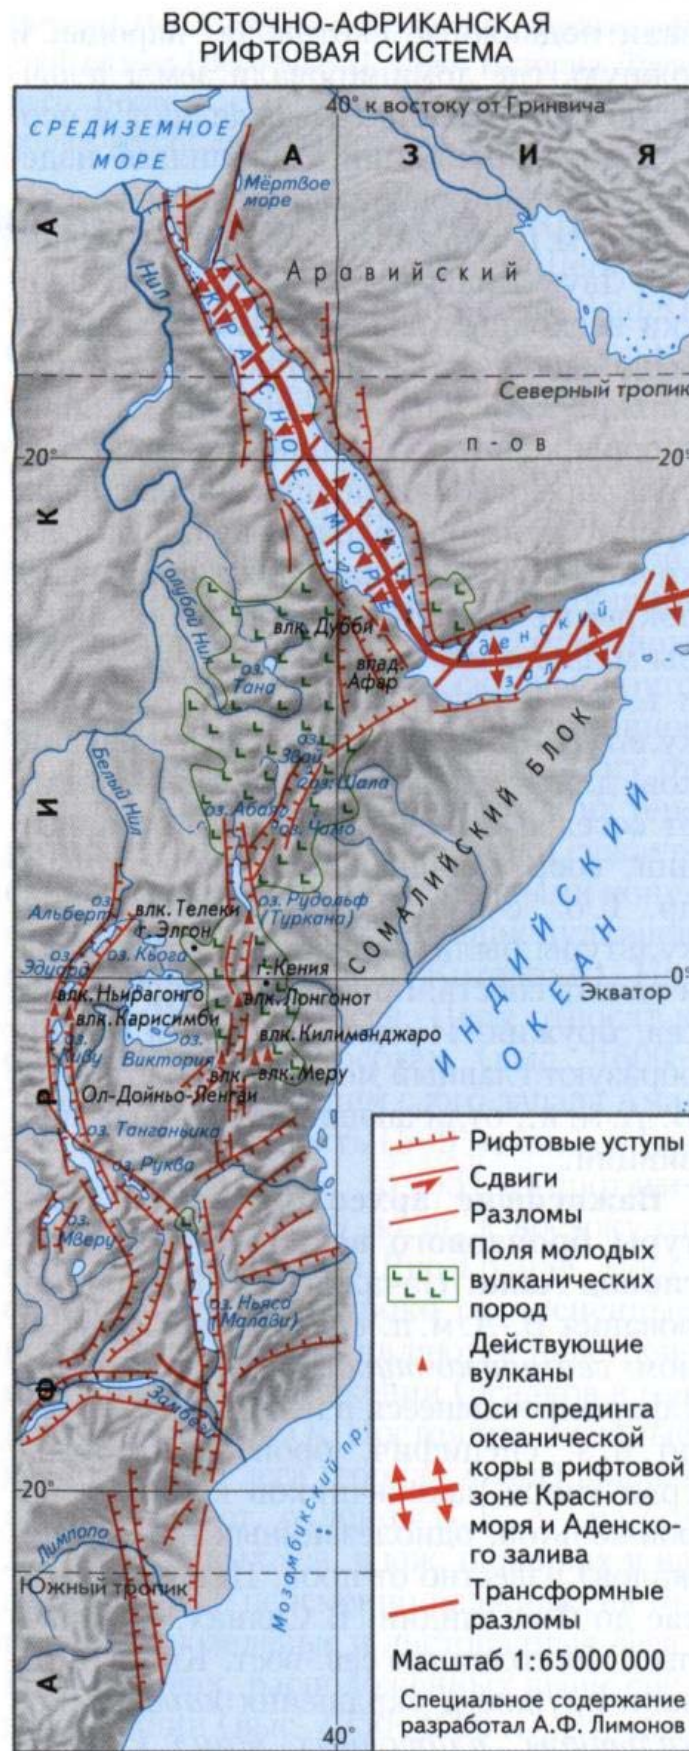 ВОСТОЧНО-АФРИКАНСКАЯ
РИФТОВАЯ СИСТЕМА
40° к востоку от Гринвича
СРЕДИЗЕМНОЕ
МОРЕ
АЗИЯ
Мёртвое
море
Нил
Аравийский
КРАСНОЕ МОРЕ
Северный тропик
п-ов
20°
20°
Голубой Нил
влк. Дубби
Аденский
зал.
впад.
Афар
оз.
Тана
оз.
Звай
оз. Шала
Белый Нил
оз. Абая
оз. Чамо
СОМАЛИЙСКИЙ БЛОК
ИНДИЙСКИЙ
ОКЕАН
оз.
Альберт
влк. Телеки
оз. Рудольф
(Туркана)
г. Элгон
оз.
Эдуард
оз. Кьога
г. Кения
0°
Экватор
влк. Ньирагонго
влк. Лонгонот
влк. Карисимби
оз.
Киву
оз.
Виктория
влк. Килиманджаро
влк. Меру
влк.
Ол-Дойньо-Ленгаи
оз. Танганьика
оз. Руква
оз.
Мверу
оз. Ньяса
(Малави)
Замбези
АФРИКА
20°
Мозамбикский пр.
Лимпопо
Южный тропик
40°
Рифтовые уступы
Сдвиги
Разломы
Поля молодых
вулканических
пород
Действующие
вулканы
Оси спрединга
океанической
коры в рифтовой
зоне Красного
моря и Аденско-
го залива
Трансформные
разломы
Масштаб 1:65000000
Специальное содержание
разработал А.Ф. Лимонов